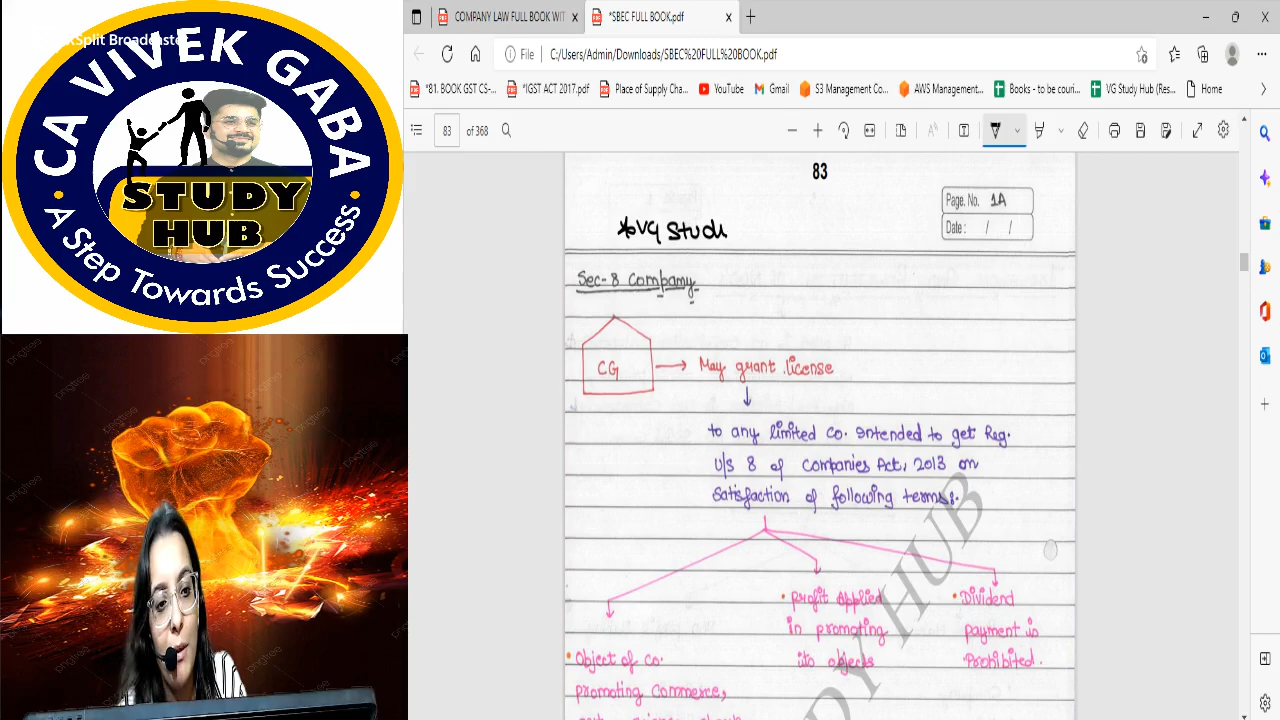 XSplit Broadcaster
CA VIVEK GABA
STUDY
HUB
A Step Towards Success
COMPANY LAW FULL BOOK WIT
*SBEC FULL BOOK.pdf
File
C:/Users/Admin/Downloads/SBEC%20FULL%20BOOK.pdf
*81. BOOK GST CS-...
*IGST ACT 2017.pdf
Place of Supply Cha...
YouTube
Gmail
S3 Management Co...
AWS Management...
Books - to be couri...
VG Study Hub (Res...
Home
83
of 368
83
Page. No. 1A
Date: / /
VG Study
Sec-8 Company
CG → May grant license
to any limited Co. Intended to get Reg.
U/S 8 of Companies Act, 2013 on
Satisfaction of following terms:
• Profit Applied
in promoting
its objects
• Dividend
payment is
Prohibited.
• Object of Co.
promoting Commerce,
DY HUB